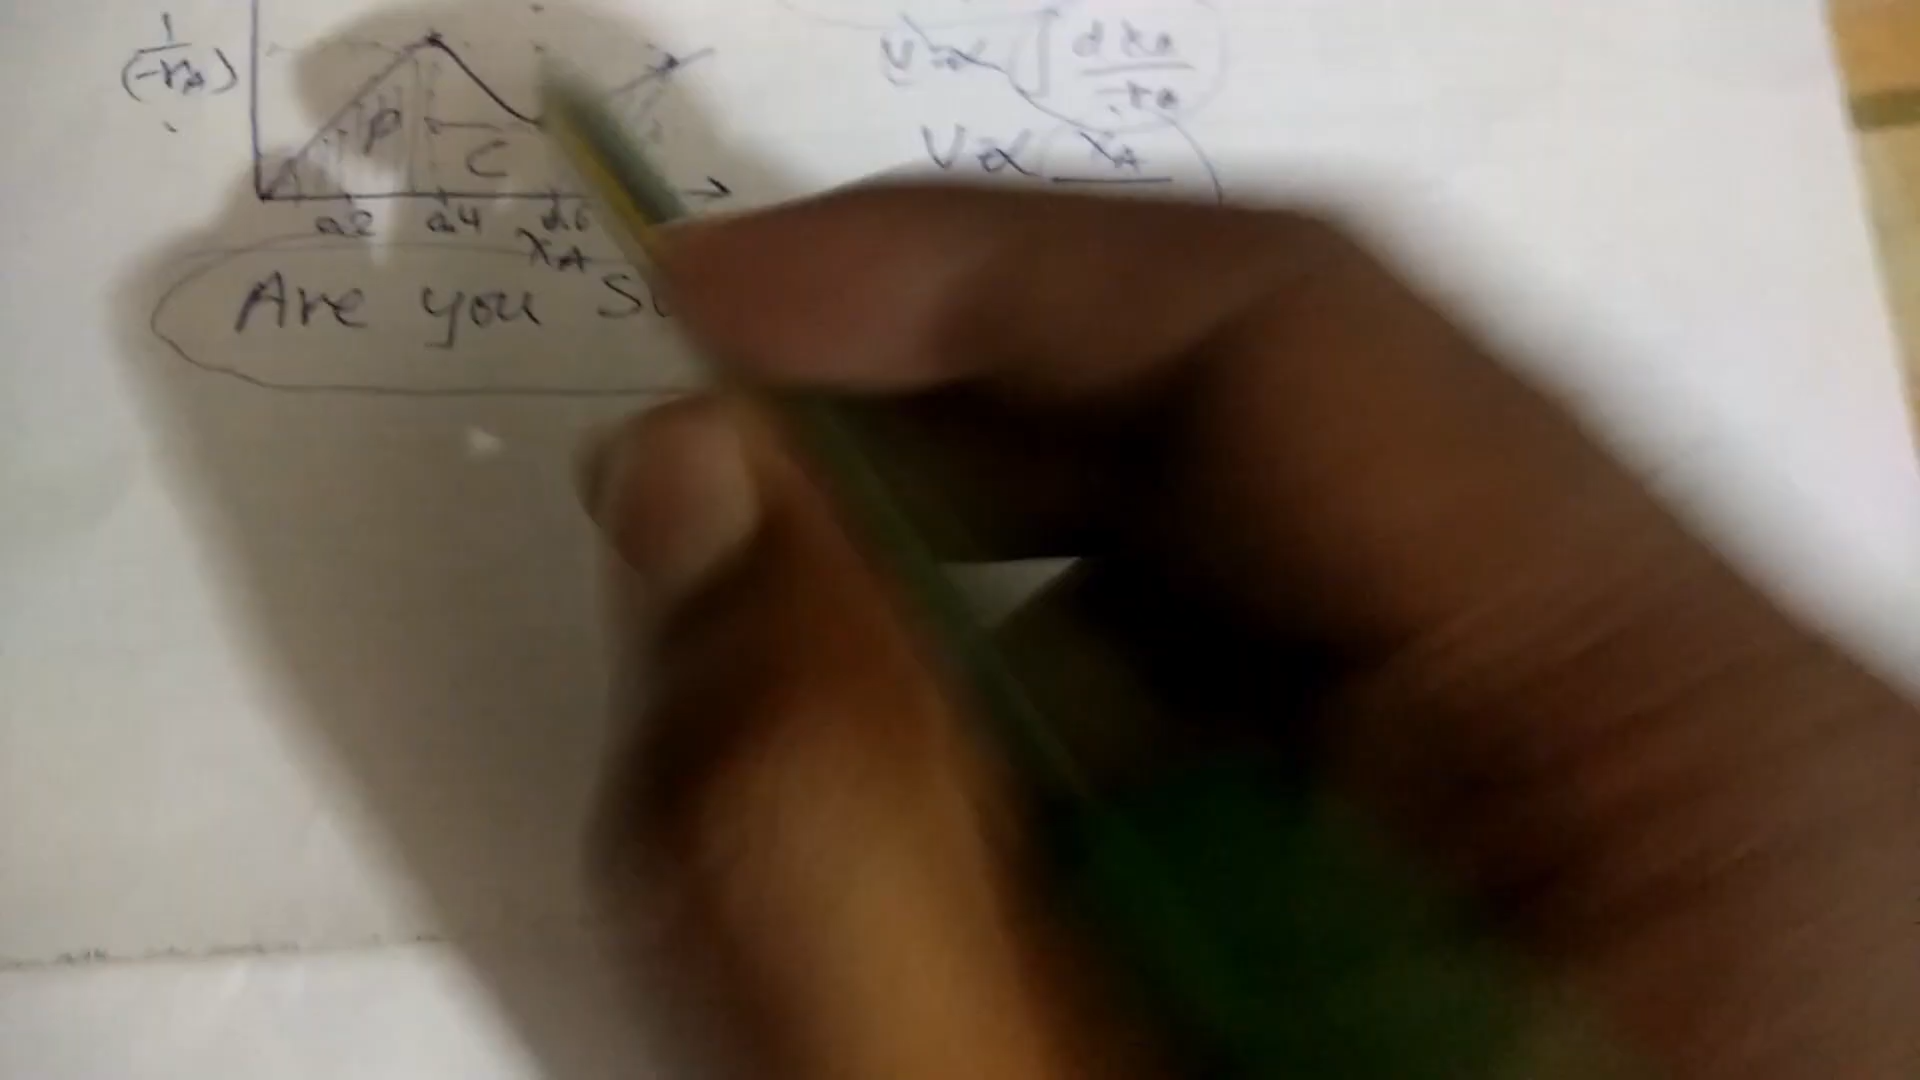 1
(-rA)
P
C
0.2 0.4 0.6
XA
Are you
V ∝ ∫ dXA
-rA
V ∝ XA